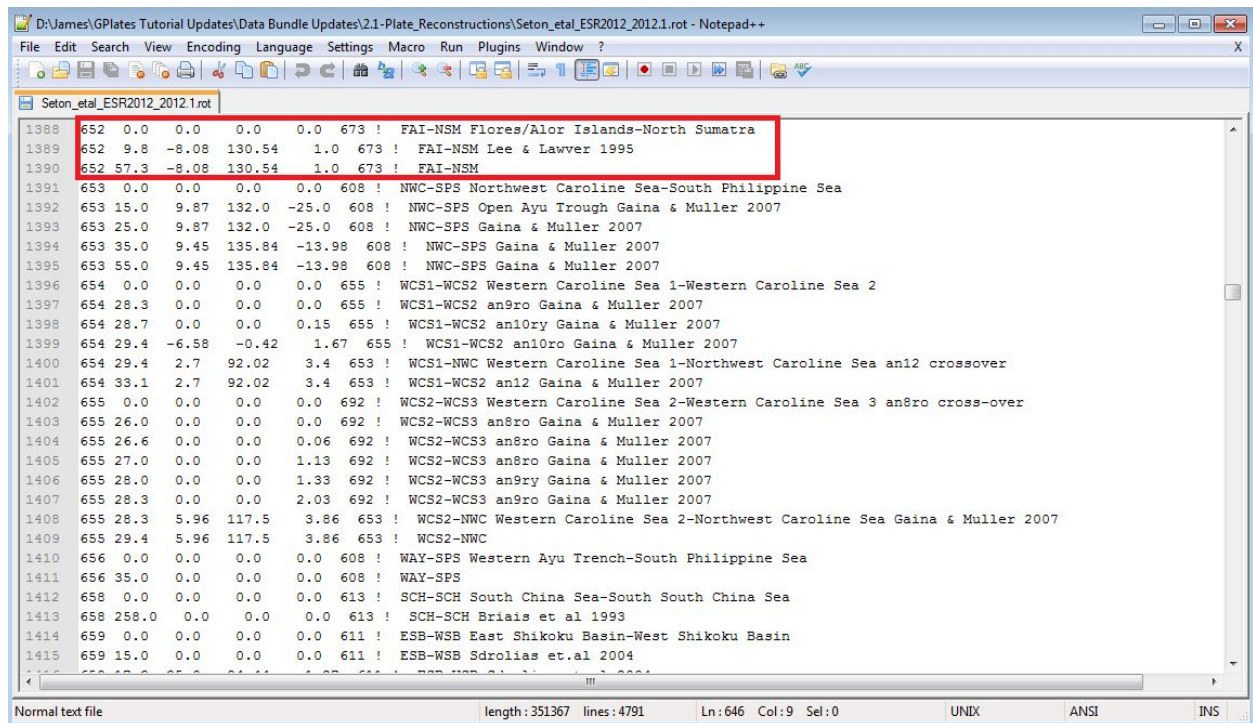 D:\James\GPlates Tutorial Updates\Data Bundle Updates\2.1-Plate_Reconstructions\Seton_etal_ESR2012_2012.1.rot - Notepad++
File Edit Search View Encoding Language Settings Macro Run Plugins Window ? X
Seton_etal_ESR2012_2012.1.rot
1388 652 0.0 0.0 0.0 0.0 673 ! FAI-NSM Flores/Alor Islands-North Sumatra
1389 652 9.8 -8.08 130.54 1.0 673 ! FAI-NSM Lee & Lawver 1995
1390 652 57.3 -8.08 130.54 1.0 673 ! FAI-NSM
1391 653 0.0 0.0 0.0 0.0 608 ! NWC-SPS Northwest Caroline Sea-South Philippine Sea
1392 653 15.0 9.87 132.0 -25.0 608 ! NWC-SPS Open Ayu Trough Gaina & Muller 2007
1393 653 25.0 9.87 132.0 -25.0 608 ! NWC-SPS Gaina & Muller 2007
1394 653 35.0 9.45 135.84 -13.98 608 ! NWC-SPS Gaina & Muller 2007
1395 653 55.0 9.45 135.84 -13.98 608 ! NWC-SPS Gaina & Muller 2007
1396 654 0.0 0.0 0.0 0.0 655 ! WCS1-WCS2 Western Caroline Sea 1-Western Caroline Sea 2
1397 654 28.3 0.0 0.0 0.0 655 ! WCS1-WCS2 an9ro Gaina & Muller 2007
1398 654 28.7 0.0 0.0 0.15 655 ! WCS1-WCS2 an10ry Gaina & Muller 2007
1399 654 29.4 -6.58 -0.42 1.67 655 ! WCS1-WCS2 an10ro Gaina & Muller 2007
1400 654 29.4 2.7 92.02 3.4 653 ! WCS1-NWC Western Caroline Sea 1-Northwest Caroline Sea an12 crossover
1401 654 33.1 2.7 92.02 3.4 653 ! WCS1-WCS2 an12 Gaina & Muller 2007
1402 655 0.0 0.0 0.0 0.0 692 ! WCS2-WCS3 Western Caroline Sea 2-Western Caroline Sea 3 an8ro cross-over
1403 655 26.0 0.0 0.0 0.0 692 ! WCS2-WCS3 an8ro Gaina & Muller 2007
1404 655 26.6 0.0 0.0 0.06 692 ! WCS2-WCS3 an8ro Gaina & Muller 2007
1405 655 27.0 0.0 0.0 1.13 692 ! WCS2-WCS3 an8ro Gaina & Muller 2007
1406 655 28.0 0.0 0.0 1.33 692 ! WCS2-WCS3 an9ry Gaina & Muller 2007
1407 655 28.3 0.0 0.0 2.03 692 ! WCS2-WCS3 an9ro Gaina & Muller 2007
1408 655 28.3 5.96 117.5 3.86 653 ! WCS2-NWC Western Caroline Sea 2-Northwest Caroline Sea Gaina & Muller 2007
1409 655 29.4 5.96 117.5 3.86 653 ! WCS2-NWC
1410 656 0.0 0.0 0.0 0.0 608 ! WAY-SPS Western Ayu Trench-South Philippine Sea
1411 656 35.0 0.0 0.0 0.0 608 ! WAY-SPS
1412 658 0.0 0.0 0.0 0.0 613 ! SCH-SCH South China Sea-South South China Sea
1413 658 258.0 0.0 0.0 0.0 613 ! SCH-SCH Briais et al 1993
1414 659 0.0 0.0 0.0 0.0 611 ! ESB-WSB East Shikoku Basin-West Shikoku Basin
1415 659 15.0 0.0 0.0 0.0 611 ! ESB-WSB Sdrolias et.al 2004
Normal text file length : 351367 lines : 4791 Ln : 646 Col : 9 Sel : 0 UNIX ANSI INS